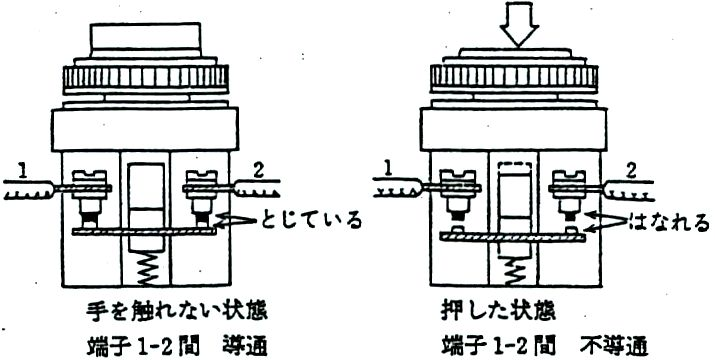 1
2
とじている
手を触れない状態
端子1-2間 導通
1
2
はなれる
押した状態
端子1-2間 不導通